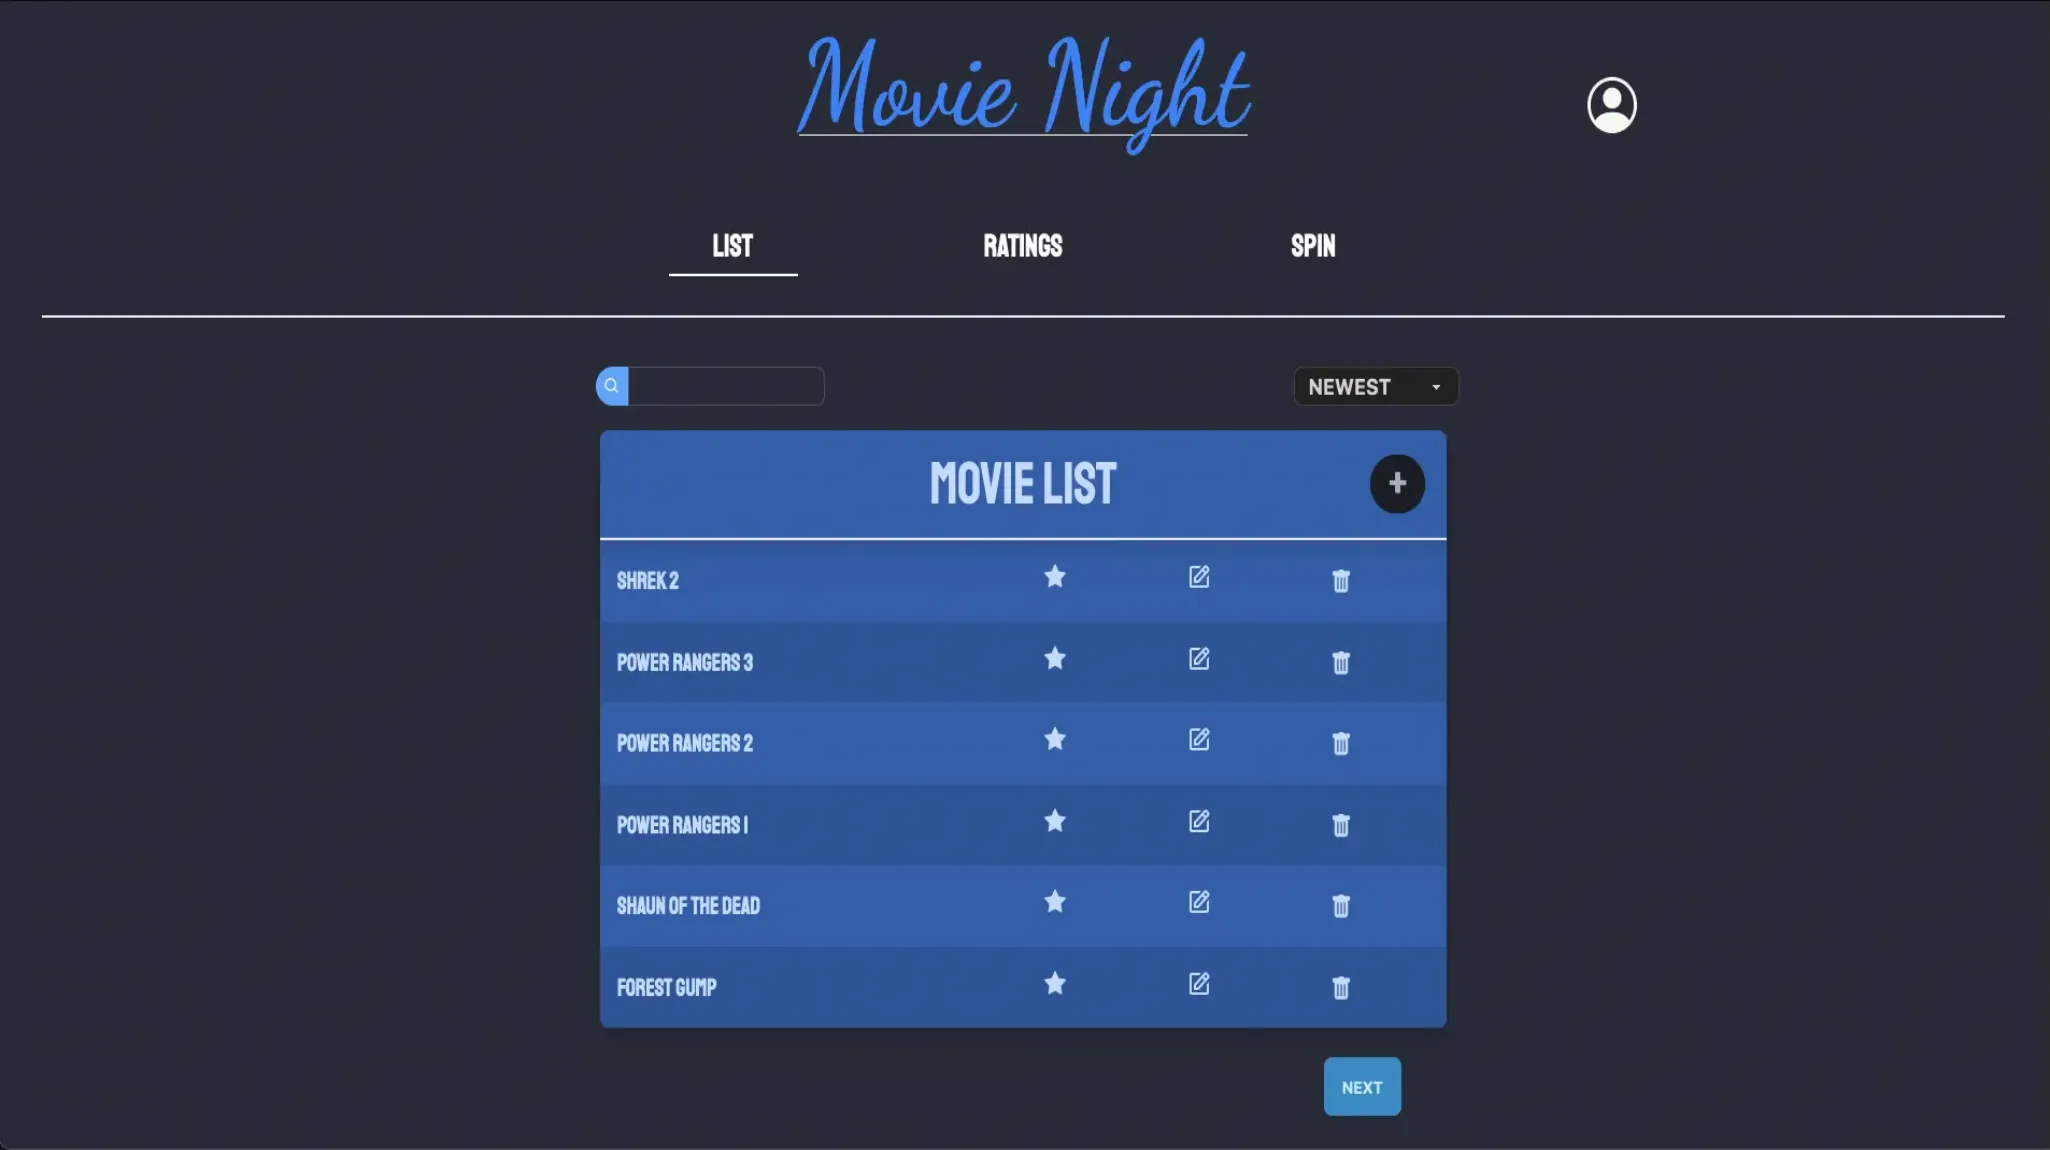 Movie Night
LIST
RATINGS
SPIN
NEWEST
MOVIE LIST
SHREK 2
POWER RANGERS 3
POWER RANGERS 2
POWER RANGERS 1
SHAUN OF THE DEAD
FOREST GUMP
NEXT